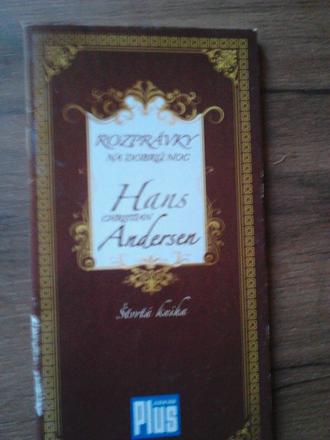 ROZPRÁVKY
NA DOBRÚ NOC
Hans
CHRISTIAN
Andersen
Štvrtá kniha
Plus